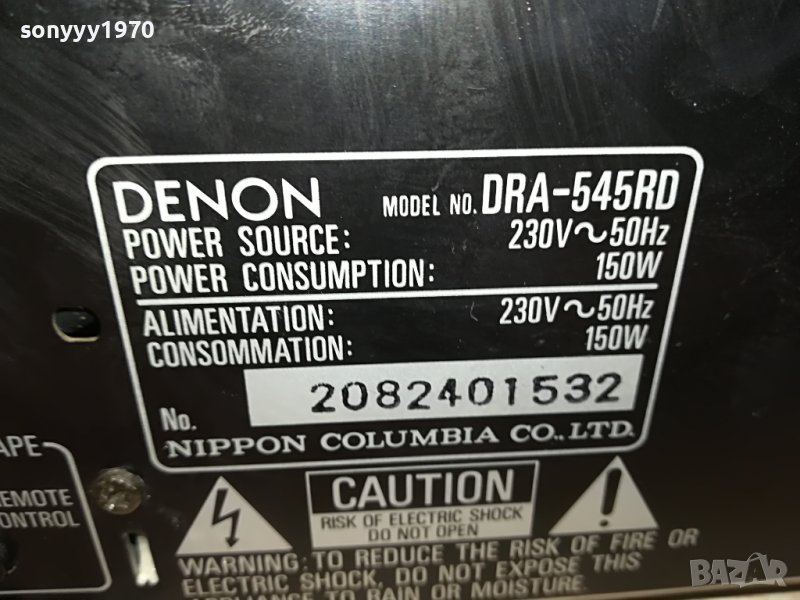 sonyyy1970
DENON MODEL NO. DRA-545RD
POWER SOURCE: 230V~50Hz
POWER CONSUMPTION: 150W
ALIMENTATION: 230V~50Hz
CONSOMMATION: 150W
No. 2082401532
NIPPON COLUMBIA CO.,LTD.
APE
REMOTE
CONTROL
CAUTION
RISK OF ELECTRIC SHOCK
DO NOT OPEN
WARNING: TO REDUCE THE RISK OF FIRE OR
ELECTRIC SHOCK, DO NOT EXPOSE THIS
APPLIANCE TO RAIN OR MOISTURE.
BAZAR